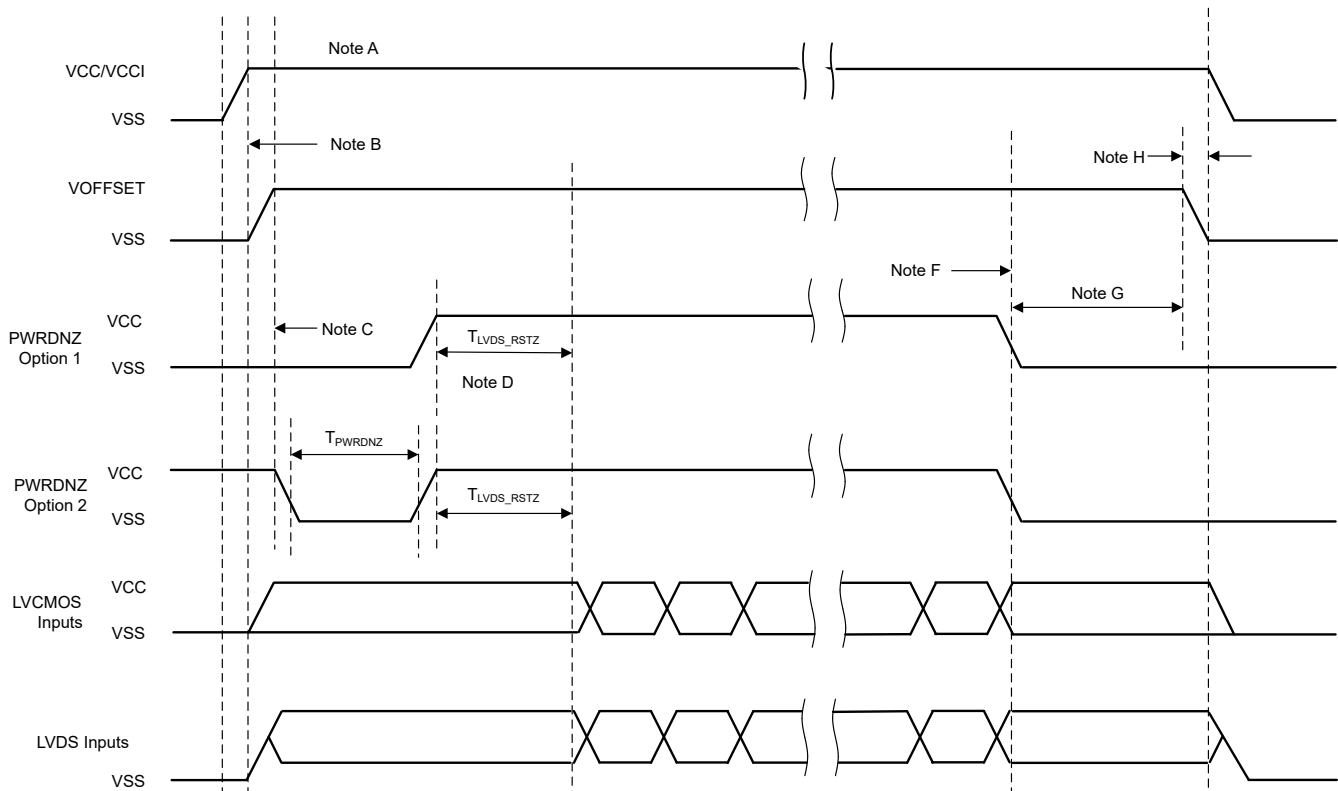 Note A
VCC/VCCI
VSS
Note B
Note H
VOFFSET
VSS
Note F
Note G
VCC
PWRDNZ
Option 1
Note C
TLVDS_RSTZ
VSS
Note D
TPWRDNZ
VCC
PWRDNZ
Option 2
TLVDS_RSTZ
VSS
VCC
LVCMOS
Inputs
VSS
LVDS Inputs
VSS